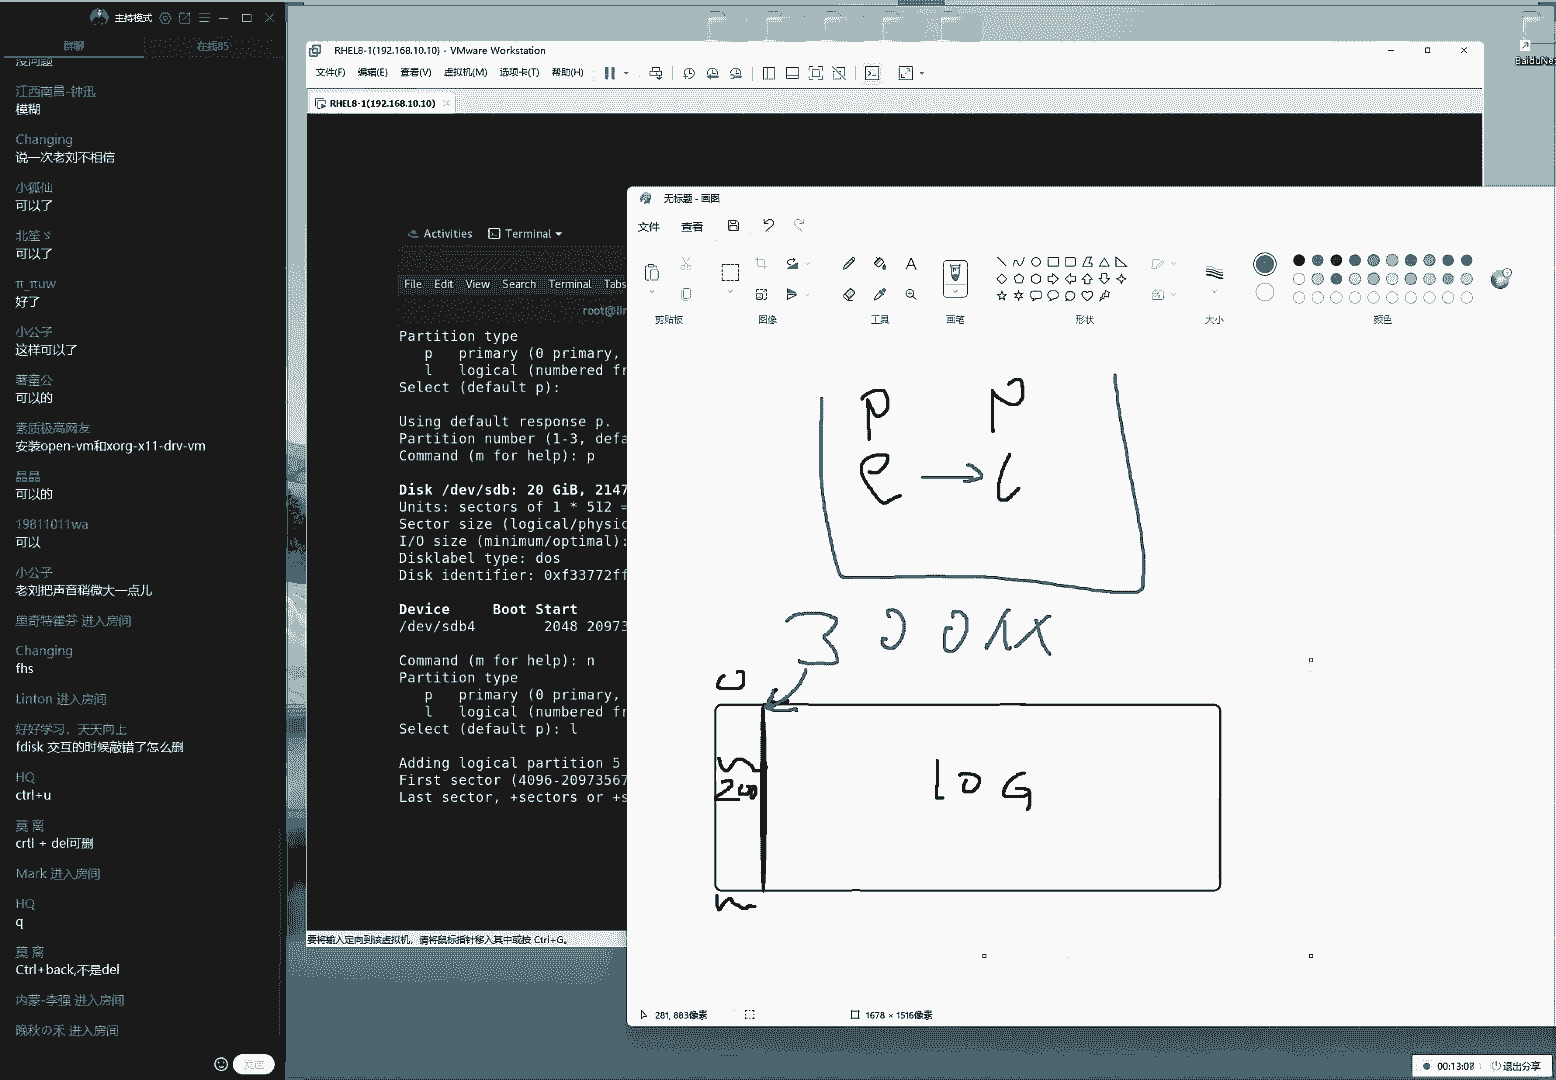 主持模式
群聊
在线85
没问题
江西南昌-钟迅
模糊
Changing
说一次老刘不相信
小狐仙
可以了
北笙ゞ
可以了
π_πuw
好了
小公子
这样可以了
著童公
可以的
素质极高网友
安装open-vm和xorg-x11-drv-vm
晶晶
可以的
19811011wa
可以
小公子
老刘把声音稍微大一点儿
Changing
fhs
Linton 进入房间
好好学习，天天向上
fdisk 交互的时候敲错了怎么删
HQ
ctrl+u
莫 离
crtl + del可删
Mark 进入房间
HQ
q
莫 离
Ctrl+back,不是del
内蒙-李强 进入房间
晚秋の禾 进入房间
发送
RHEL8-1(192.168.10.10) - VMware Workstation
文件(F) 编辑(E) 查看(V) 虚拟机(M) 选项卡(T) 帮助(H)
RHEL8-1(192.168.10.10)
BaiduNet
Activities Terminal
File Edit View Search Terminal Tabs
root@lin
Partition type
p primary (0 primary,
l logical (numbered fr
Select (default p):
Using default response p.
Partition number (1-3, defa
Command (m for help): p
Disk /dev/sdb: 20 GiB, 2147
Units: sectors of 1 * 512 =
Sector size (logical/physic
I/O size (minimum/optimal):
Disklabel type: dos
Disk identifier: 0xf33772ff
Device Boot Start
/dev/sdb4 2048 20973
Command (m for help): n
Partition type
p primary (0 primary,
l logical (numbered fr
Select (default p): l
Adding logical partition 5
First sector (4096-20973567
Last sector, +sectors or +s
要将输入定向到该虚拟机，请将鼠标指针移入其中或按 Ctrl+G。
无标题 - 画图
文件 查看
剪贴板 图像 工具 画笔 形状 大小 颜色
P P
e l
3 0 0
0
200
10G
281, 883像素
1678 × 1516像素
00:13:08 退出分享